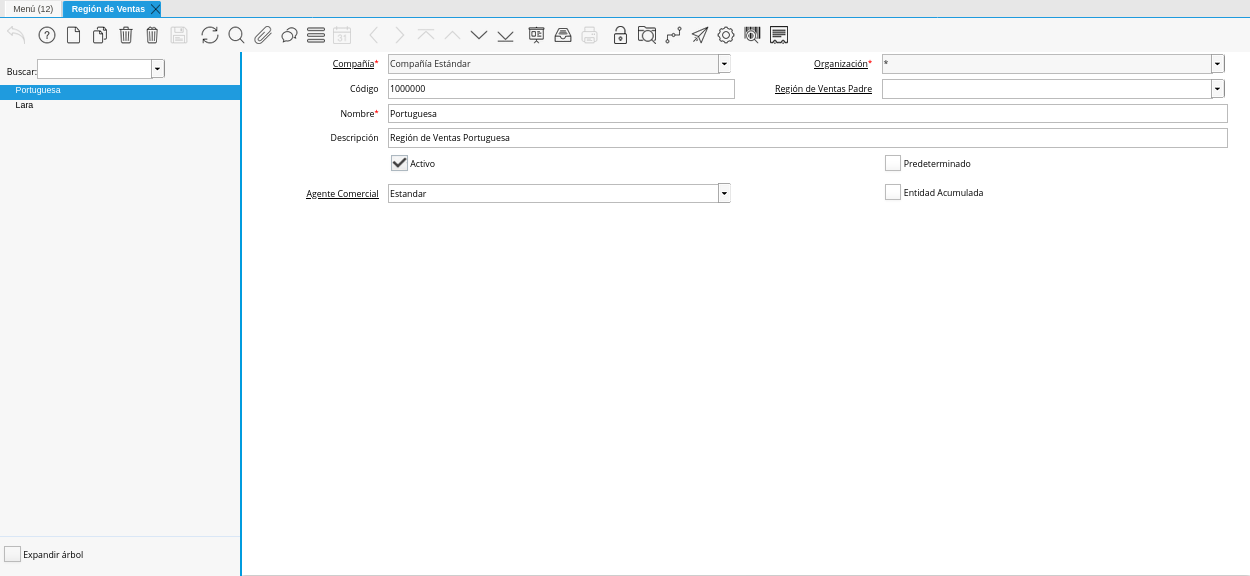 Menú (12)
Región de Ventas
31
Buscar:
Portuguesa
Lara
Expandir árbol
Compañía* Compañía Estándar Organización* *
Código 1000000 Región de Ventas Padre
Nombre* Portuguesa
Descripción Región de Ventas Portuguesa
Activo Predeterminado
Agente Comercial Estandar Entidad Acumulada